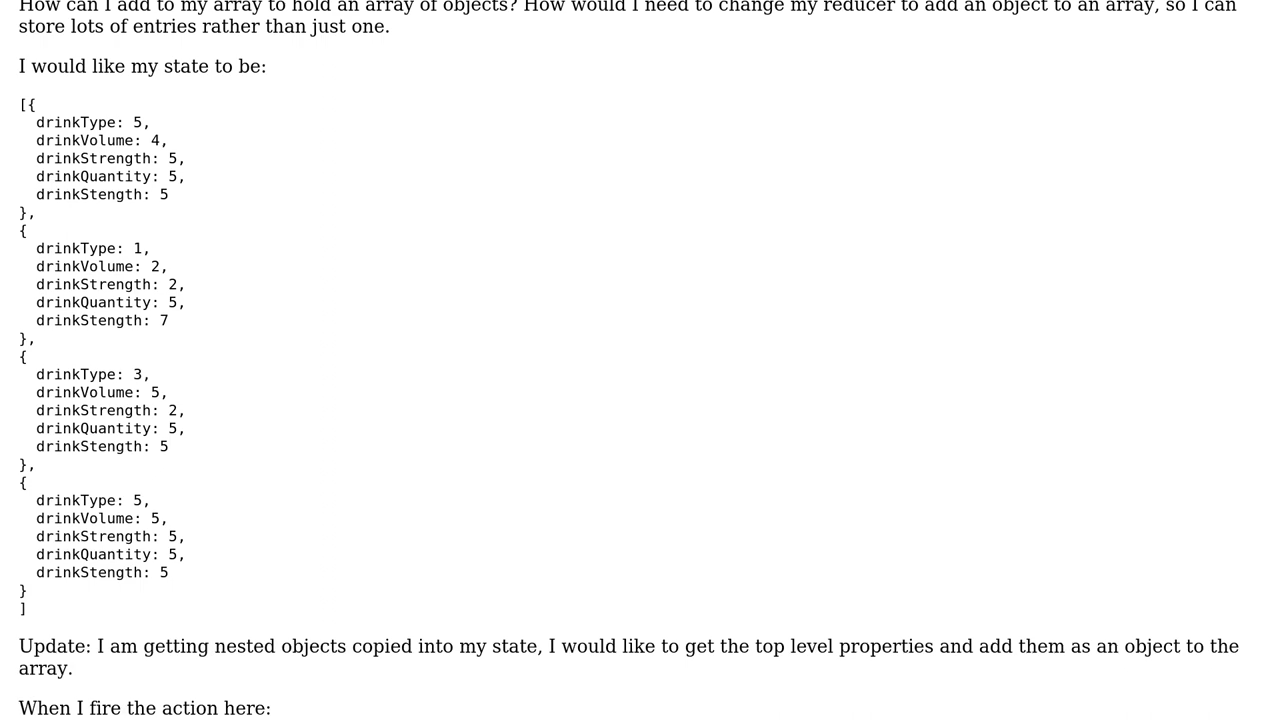 How can I add to my array to hold an array of objects? How would I need to change my reducer to add an object to an array, so I can
store lots of entries rather than just one.
I would like my state to be:
[{
  drinkType: 5,
  drinkVolume: 4,
  drinkStrength: 5,
  drinkQuantity: 5,
  drinkStength: 5
},
{
  drinkType: 1,
  drinkVolume: 2,
  drinkStrength: 2,
  drinkQuantity: 5,
  drinkStength: 7
},
{
  drinkType: 3,
  drinkVolume: 5,
  drinkStrength: 2,
  drinkQuantity: 5,
  drinkStength: 5
},
{
  drinkType: 5,
  drinkVolume: 5,
  drinkStrength: 5,
  drinkQuantity: 5,
  drinkStength: 5
}
]
Update: I am getting nested objects copied into my state, I would like to get the top level properties and add them as an object to the
array.
When I fire the action here: